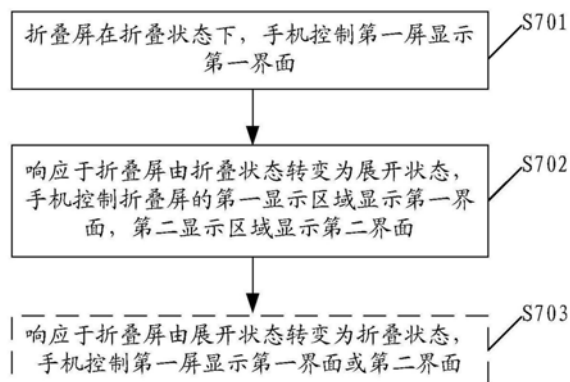 折叠屏在折叠状态下，手机控制第一屏显示
第一界面
S701
响应于折叠屏由折叠状态转变为展开状态，
手机控制折叠屏的第一显示区域显示第一界
面，第二显示区域显示第二界面
S702
响应于折叠屏由展开状态转变为折叠状态，
手机控制第一屏显示第一界面或第二界面
S703